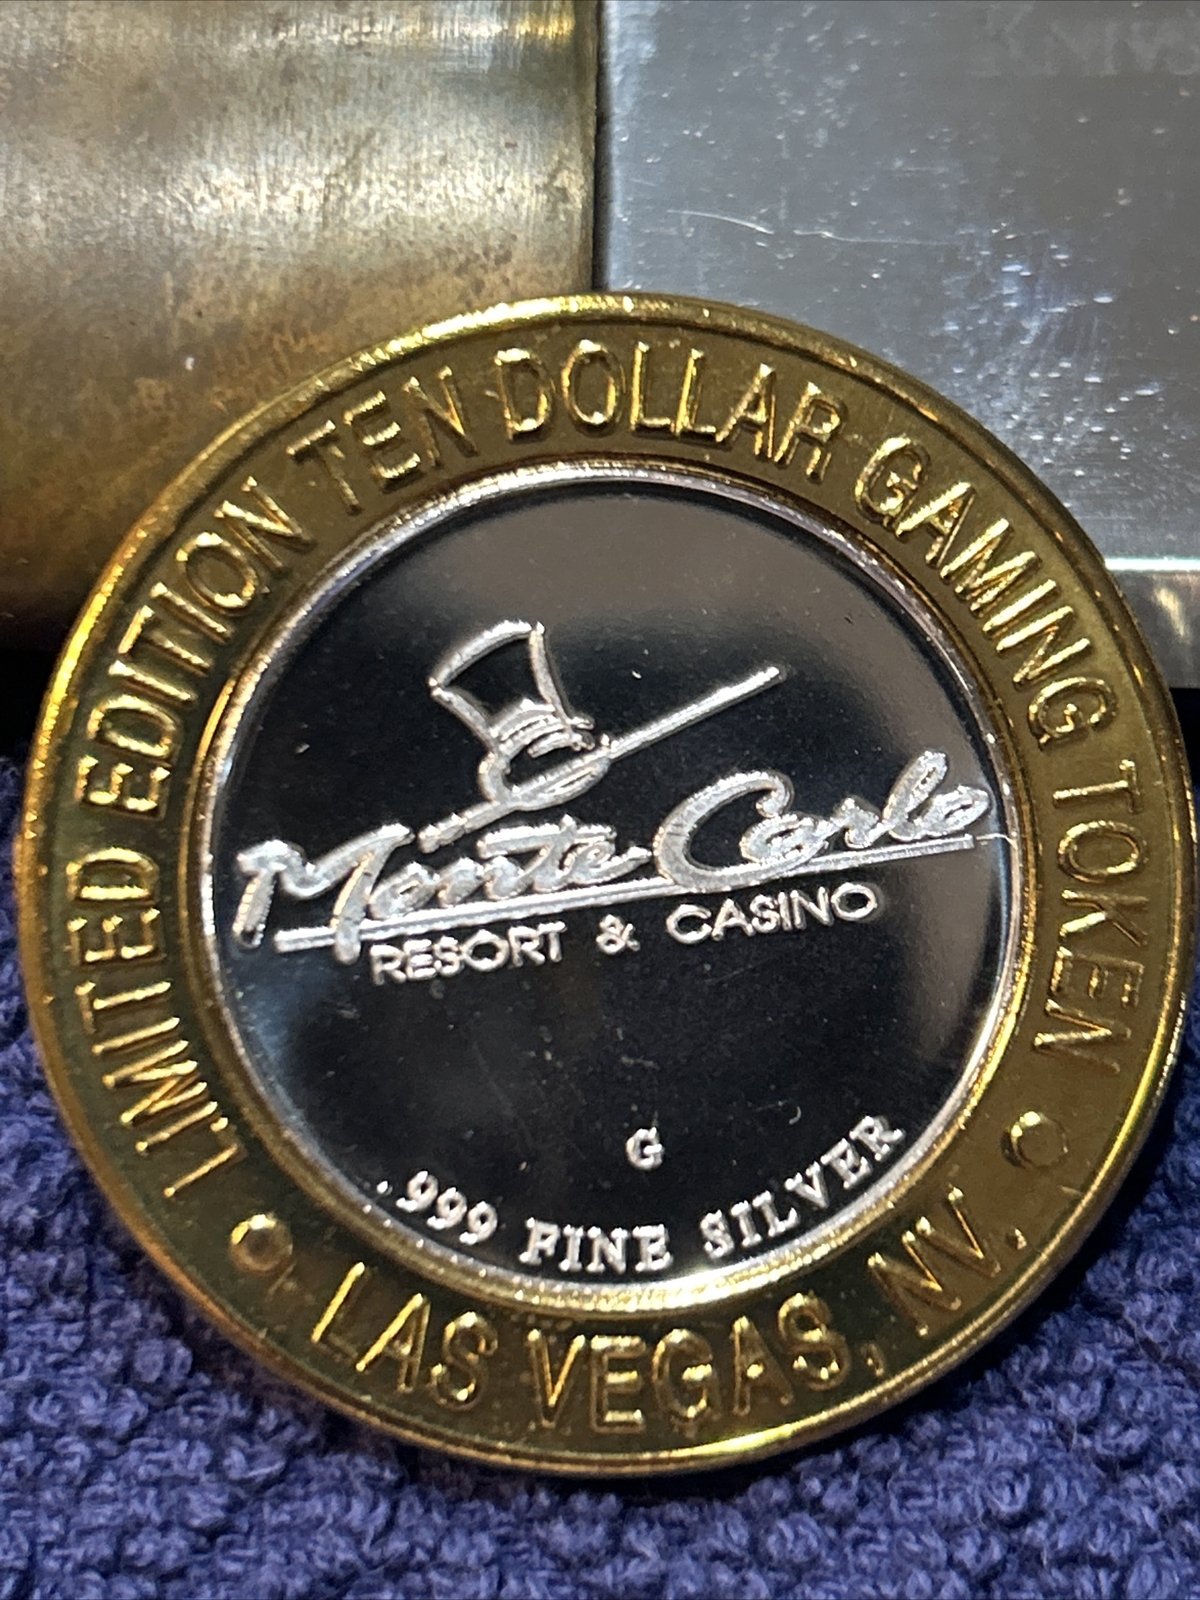 LIMITED EDITION TEN DOLLAR GAMING TOKEN
Monte Carlo
RESORT & CASINO
G
.999 FINE SILVER
LAS VEGAS, NV.